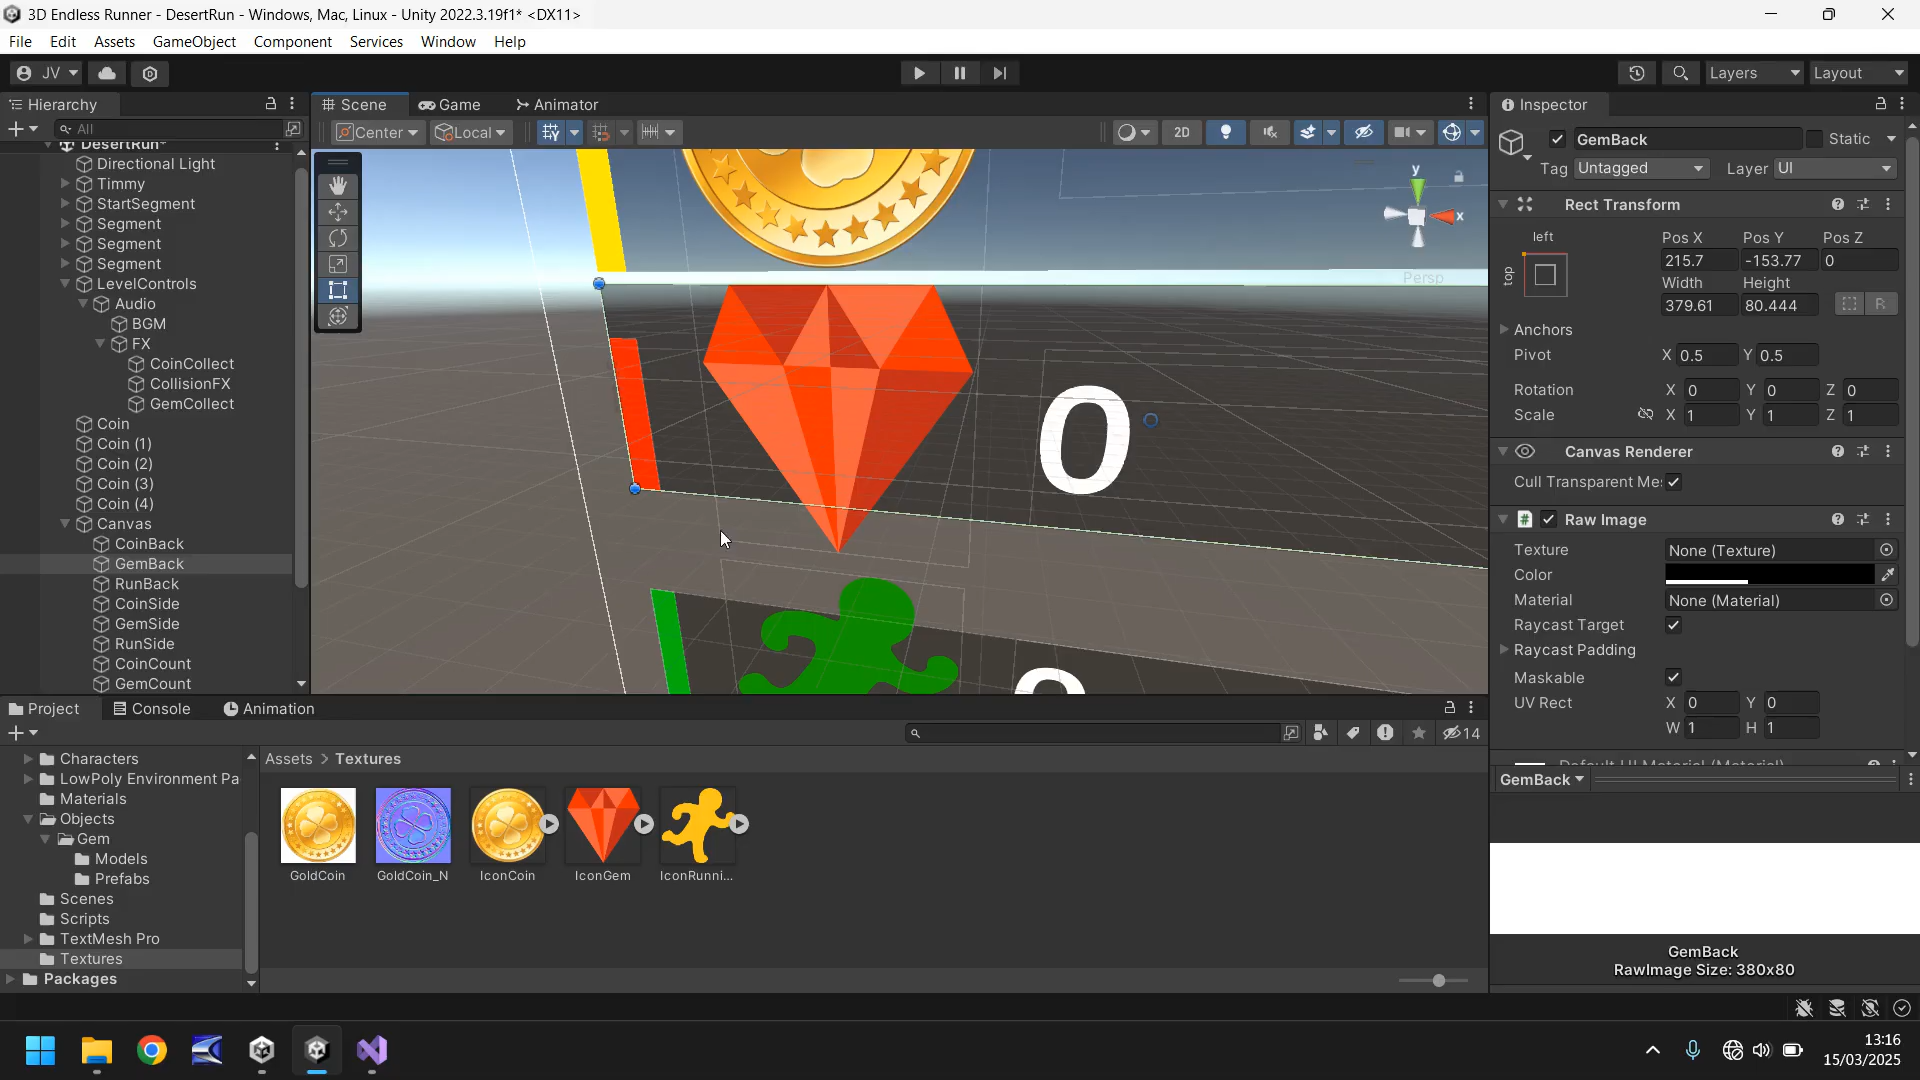 3D Endless Runner - DesertRun - Windows, Mac, Linux - Unity 2022.3.19f1* <DX11>
File Edit Assets GameObject Component Services Window Help
JV Layers Layout
Hierarchy
All
DesertRun*
Directional Light
Timmy
StartSegment
Segment
Segment
Segment
LevelControls
Audio
BGM
FX
CoinCollect
CollisionFX
GemCollect
Coin
Coin (1)
Coin (2)
Coin (3)
Coin (4)
Canvas
CoinBack
GemBack
RunBack
CoinSide
GemSide
RunSide
CoinCount
GemCount
Scene Game Animator
Center Local 2D
y
x
Persp
0
Inspector
GemBack Static
Tag Untagged Layer UI
Rect Transform
left
top
Pos X Pos Y Pos Z
215.7 -153.77 0
Width Height
379.61 80.444 R
Anchors
Pivot X 0.5 Y 0.5
Rotation X 0 Y 0 Z 0
Scale X 1 Y 1 Z 1
Canvas Renderer
Cull Transparent Me:
Raw Image
Texture None (Texture)
Color
Material None (Material)
Raycast Target
Raycast Padding
Maskable
UV Rect X 0 Y 0
W 1 H 1
Default UI Material (Material)
GemBack
GemBack
RawImage Size: 380x80
Project Console Animation
14
Characters
LowPoly Environment Pa
Materials
Objects
Gem
Models
Prefabs
Scenes
Scripts
TextMesh Pro
Textures
Packages
Assets > Textures
GoldCoin GoldCoin_N IconCoin IconGem IconRunni...
13:16
15/03/2025